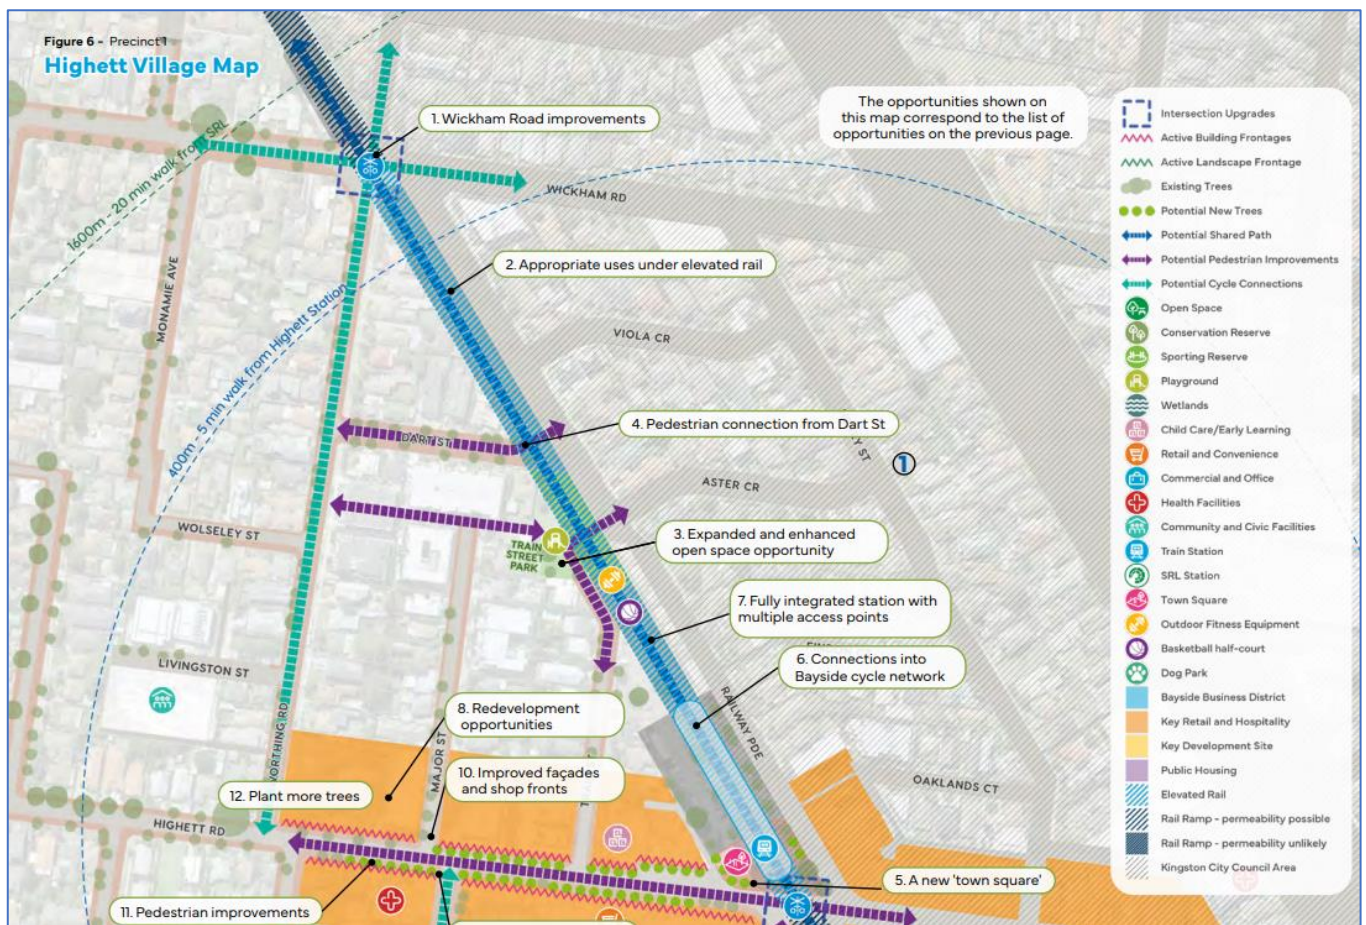 Figure 6 - Precinct 1
Highett Village Map
The opportunities shown on
this map correspond to the list of
opportunities on the previous page.
1. Wickham Road improvements
1600m - 20 min walk from SRL
WICKHAM RD
MONAMIE AVE
2. Appropriate uses under elevated rail
400m - 5 min walk from Highett Station
VIOLA CR
4. Pedestrian connection from Dart St
DART ST
Y ST
1
ASTER CR
WOLSELEY ST
TRAIN
STREET
PARK
3. Expanded and enhanced
open space opportunity
7. Fully integrated station with
multiple access points
LIVINGSTON ST
6. Connections into
Bayside cycle network
RAILWAY PDE
8. Redevelopment
opportunities
WORTHING RD
MAJOR ST
10. Improved façades
and shop fronts
OAKLANDS CT
12. Plant more trees
HIGHETT RD
5. A new 'town square'
11. Pedestrian improvements
Intersection Upgrades
Active Building Frontages
Active Landscape Frontage
Existing Trees
Potential New Trees
Potential Shared Path
Potential Pedestrian Improvements
Potential Cycle Connections
Open Space
Conservation Reserve
Sporting Reserve
Playground
Wetlands
Child Care/Early Learning
Retail and Convenience
Commercial and Office
Health Facilities
Community and Civic Facilities
Train Station
SRL Station
Town Square
Outdoor Fitness Equipment
Basketball half-court
Dog Park
Bayside Business District
Key Retail and Hospitality
Key Development Site
Public Housing
Elevated Rail
Rail Ramp - permeability possible
Rail Ramp - permeability unlikely
Kingston City Council Area